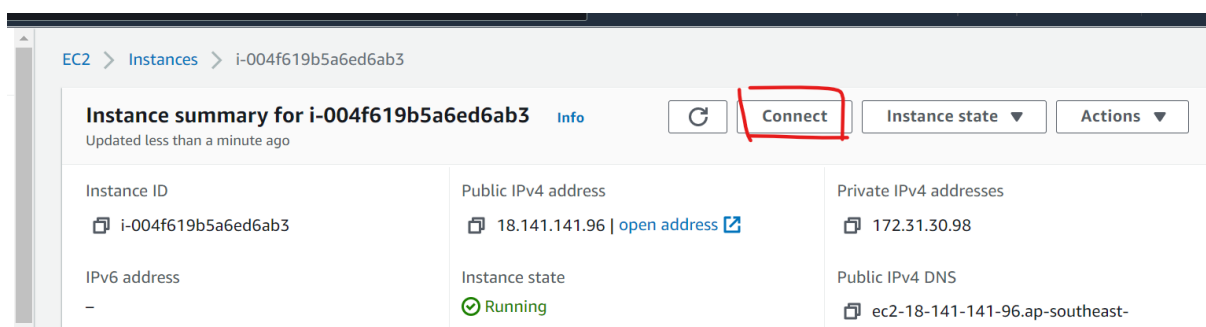 EC2 > Instances > i-004f619b5a6ed6ab3
Instance summary for i-004f619b5a6ed6ab3 Info Connect Instance state ▼ Actions ▼
Updated less than a minute ago
Instance ID Public IPv4 address Private IPv4 addresses
i-004f619b5a6ed6ab3 18.141.141.96 | open address 172.31.30.98
IPv6 address Instance state Public IPv4 DNS
– Running ec2-18-141-141-96.ap-southeast-